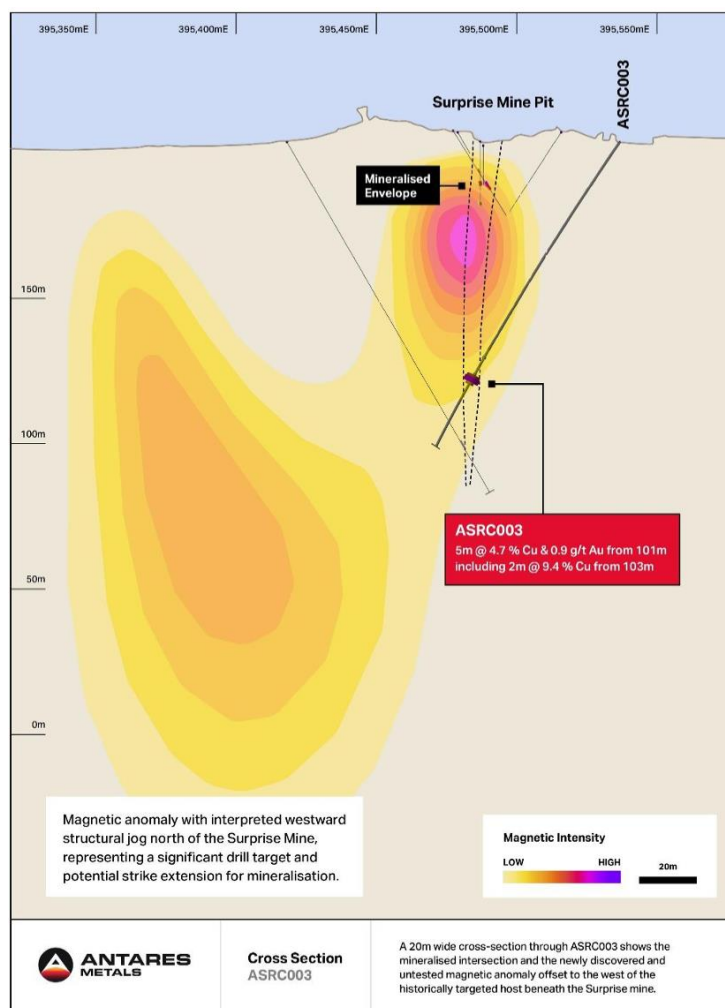 395,350mE 395,400mE 395,450mE 395,500mE 395,550mE
Surprise Mine Pit
ASRC003
Mineralised
Envelope
150m
100m
ASRC003
5m @ 4.7 % Cu & 0.9 g/t Au from 101m
including 2m @ 9.4 % Cu from 103m
50m
0m
Magnetic anomaly with interpreted westward
structural jog north of the Surprise Mine,
representing a significant drill target and
potential strike extension for mineralisation.
Magnetic Intensity
LOW HIGH 20m
ANTARES
METALS
Cross Section
ASRC003
A 20m wide cross-section through ASRC003 shows the
mineralised intersection and the newly discovered and
untested magnetic anomaly offset to the west of the
historically targeted host beneath the Surprise mine.